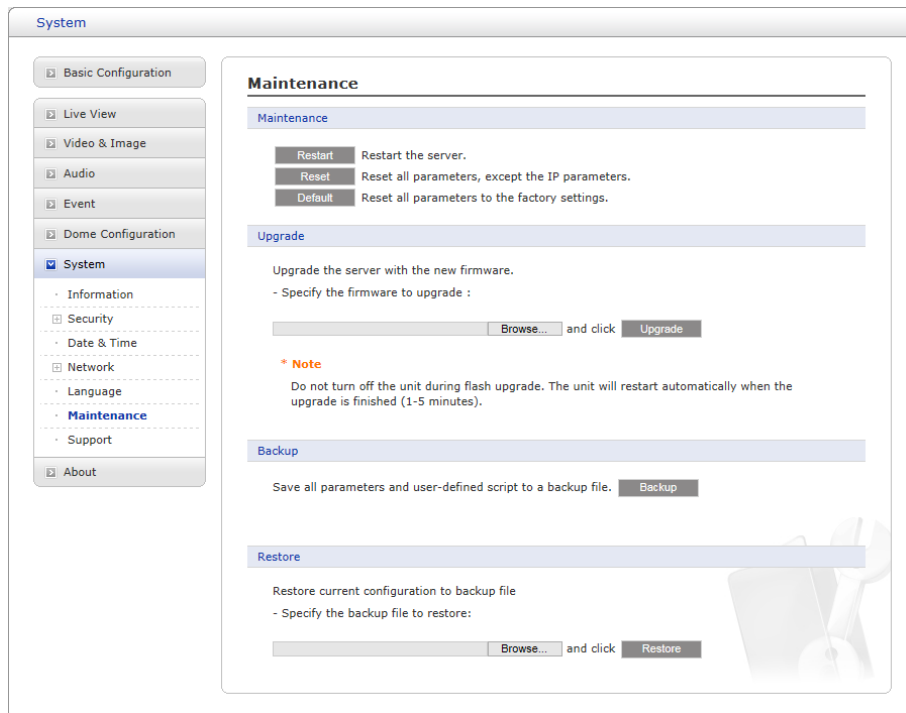 System
Basic Configuration
Live View
Video & Image
Audio
Event
Dome Configuration
System
· Information
Security
· Date & Time
Network
· Language
· Maintenance
· Support
About
Maintenance
Maintenance
Restart Restart the server.
Reset Reset all parameters, except the IP parameters.
Default Reset all parameters to the factory settings.
Upgrade
Upgrade the server with the new firmware.
- Specify the firmware to upgrade :
Browse... and click Upgrade
* Note
Do not turn off the unit during flash upgrade. The unit will restart automatically when the
upgrade is finished (1-5 minutes).
Backup
Save all parameters and user-defined script to a backup file. Backup
Restore
Restore current configuration to backup file
- Specify the backup file to restore:
Browse... and click Restore